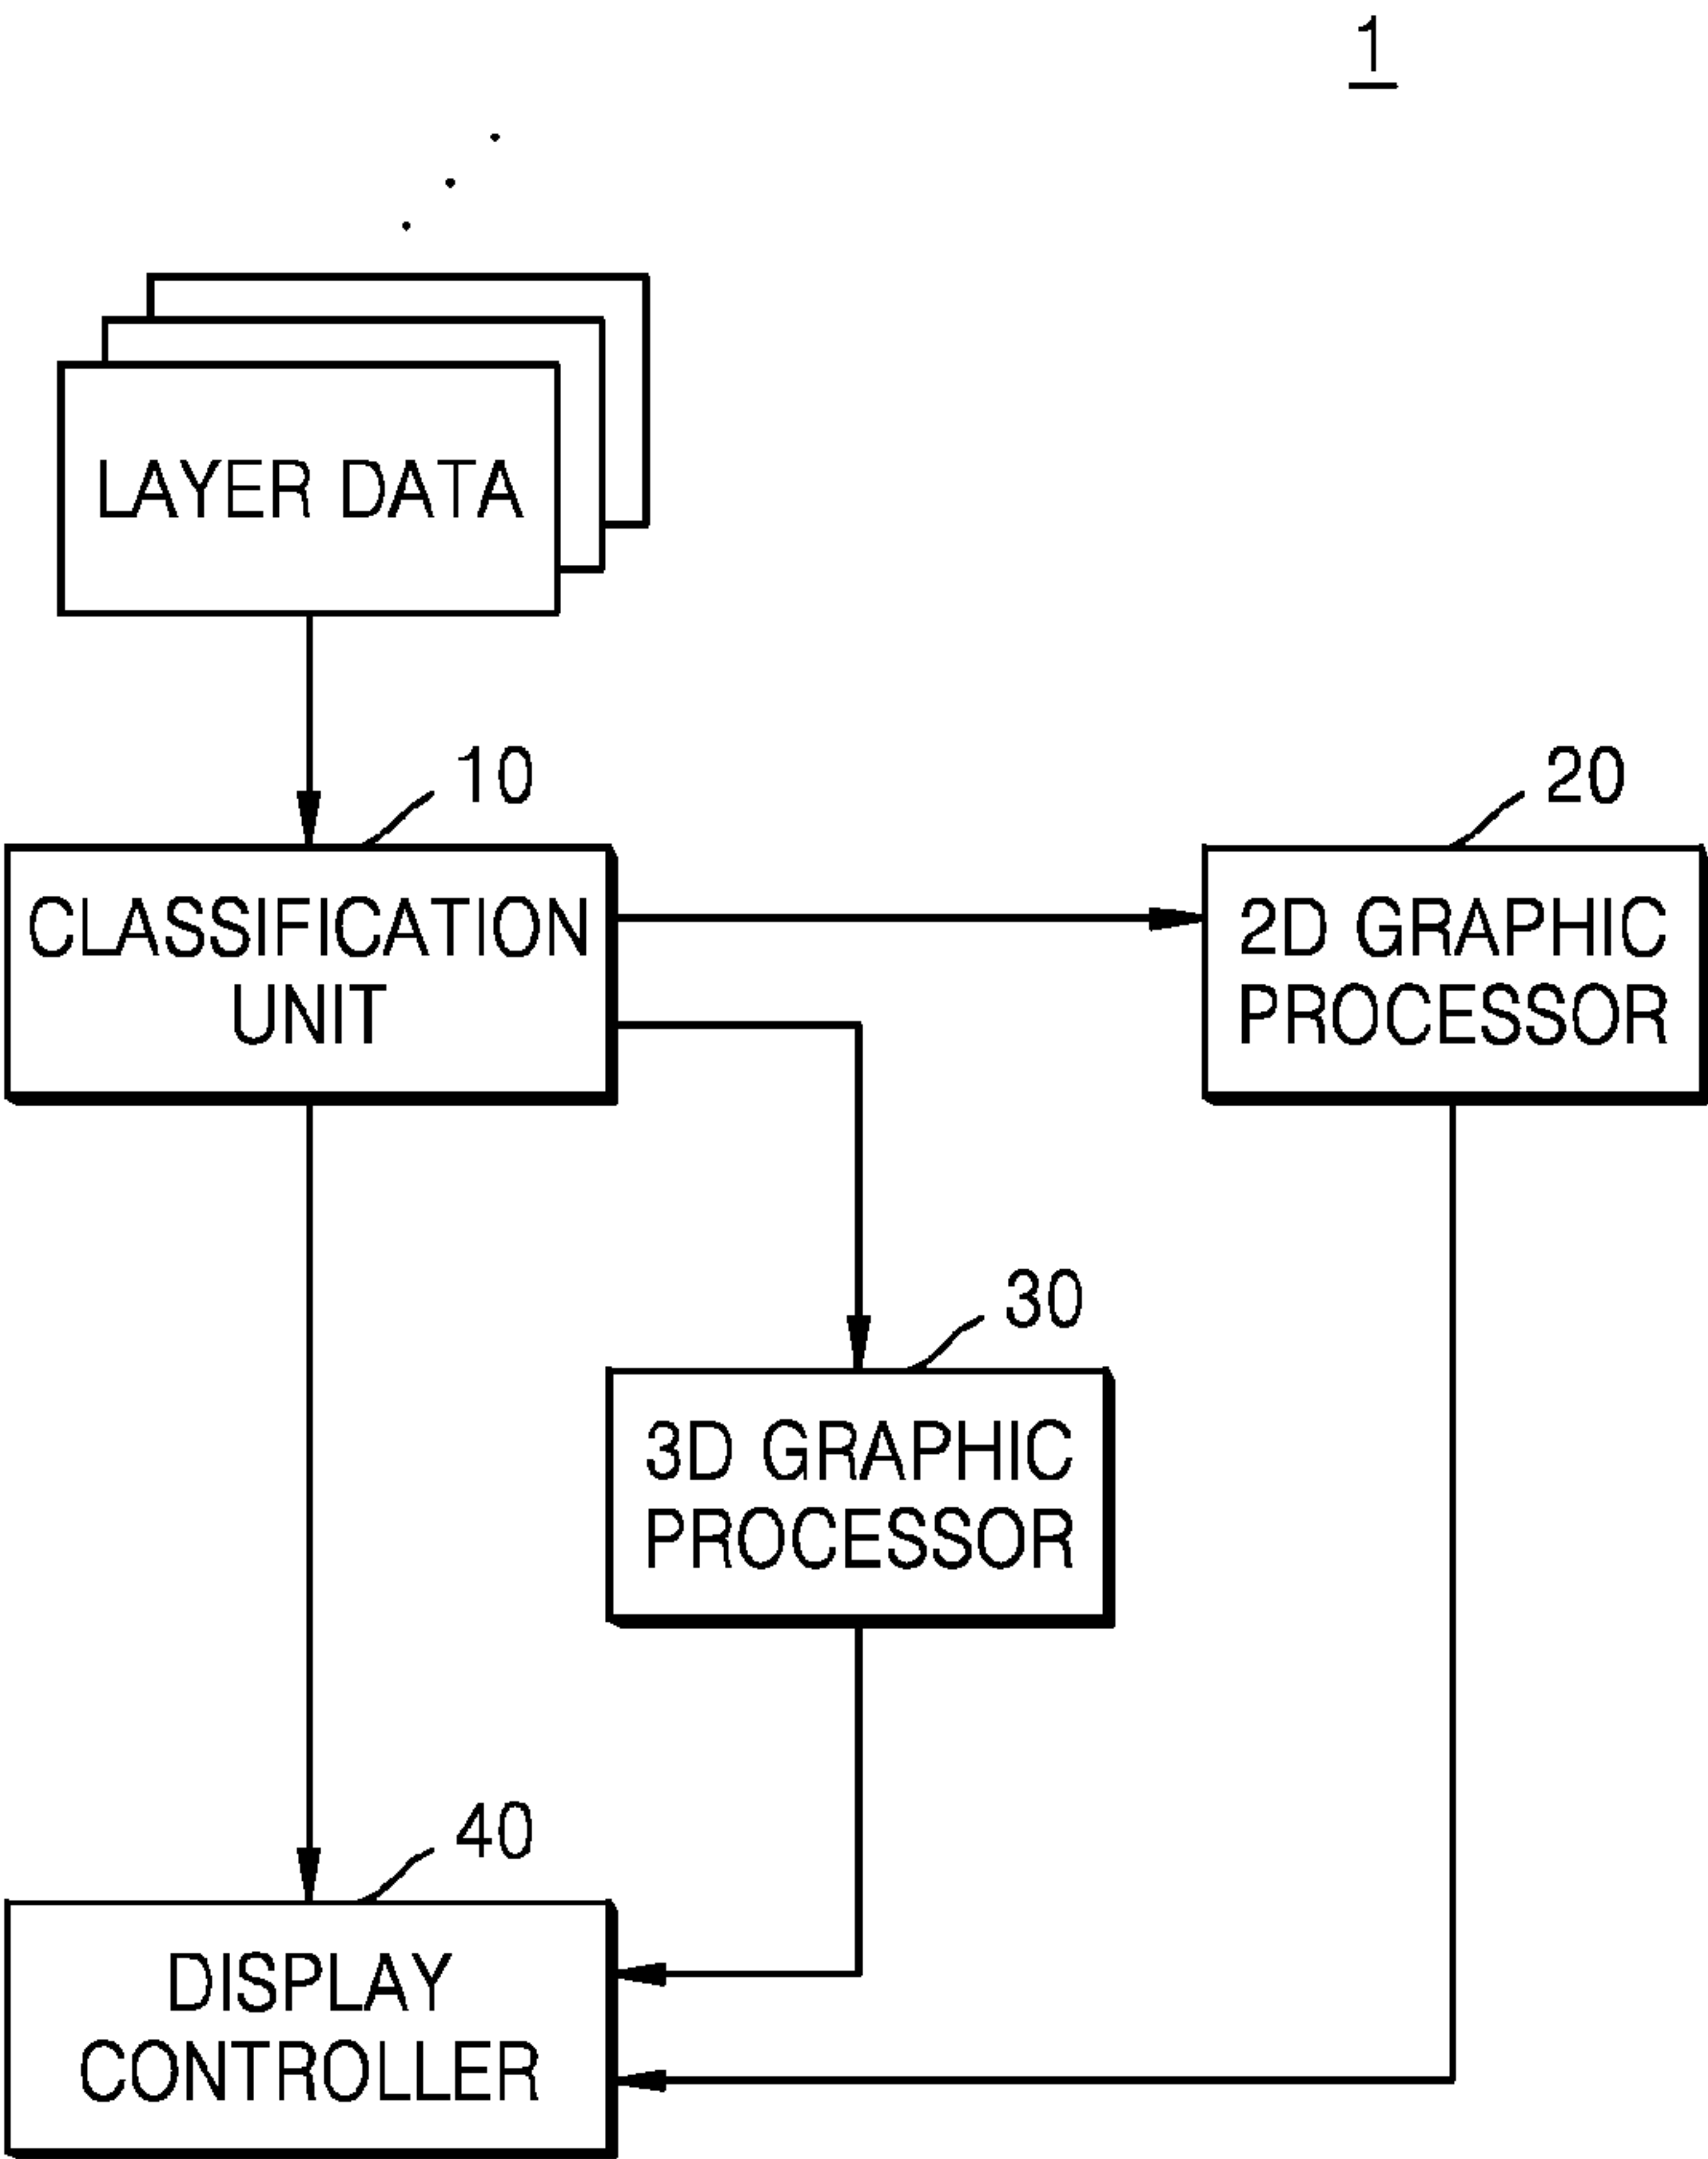 1
LAYER DATA
10
20
CLASSIFICATION
UNIT
2D GRAPHIC
PROCESSOR
30
3D GRAPHIC
PROCESSOR
40
DISPLAY
CONTROLLER